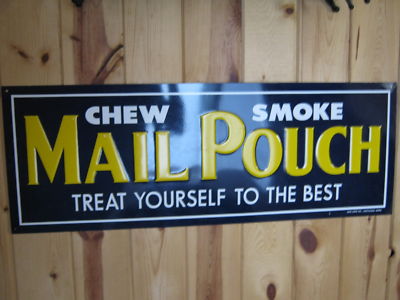 CHEW SMOKE
MAIL POUCH
TREAT YOURSELF TO THE BEST